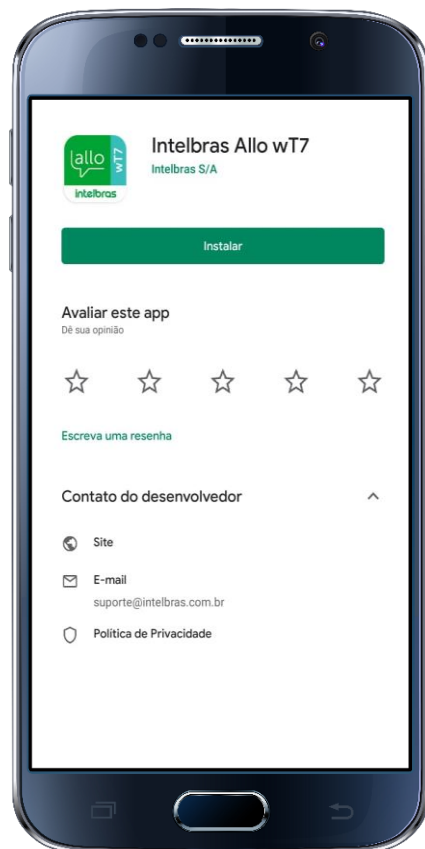 allo
wT7
intelbras
Intelbras Allo wT7
Intelbras S/A
Instalar
Avaliar este app
Dê sua opinião
Escreva uma resenha
Contato do desenvolvedor
Site
E-mail
suporte@intelbras.com.br
Política de Privacidade